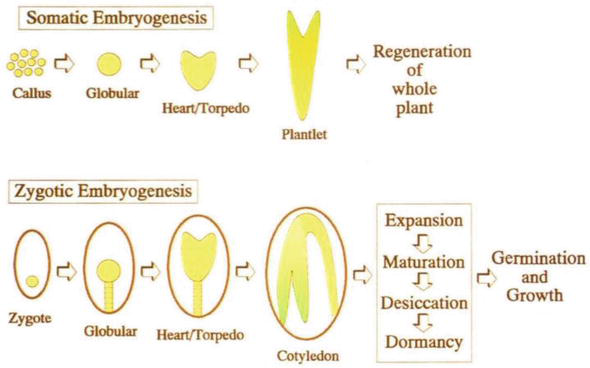 Somatic Embryogenesis
Callus
Globular
Heart/Torpedo
Plantlet
Regeneration
of
whole
plant
Zygotic Embryogenesis
Zygote
Globular
Heart/Torpedo
Cotyledon
Expansion
Maturation
Desiccation
Dormancy
Germination
and
Growth